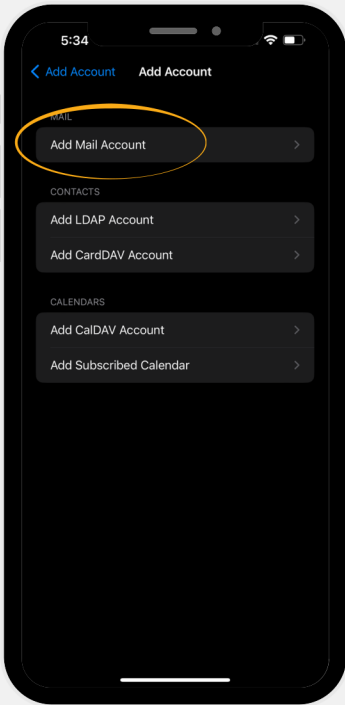 5:34
Add Account Add Account
MAIL
Add Mail Account
CONTACTS
Add LDAP Account
Add CardDAV Account
CALENDARS
Add CalDAV Account
Add Subscribed Calendar